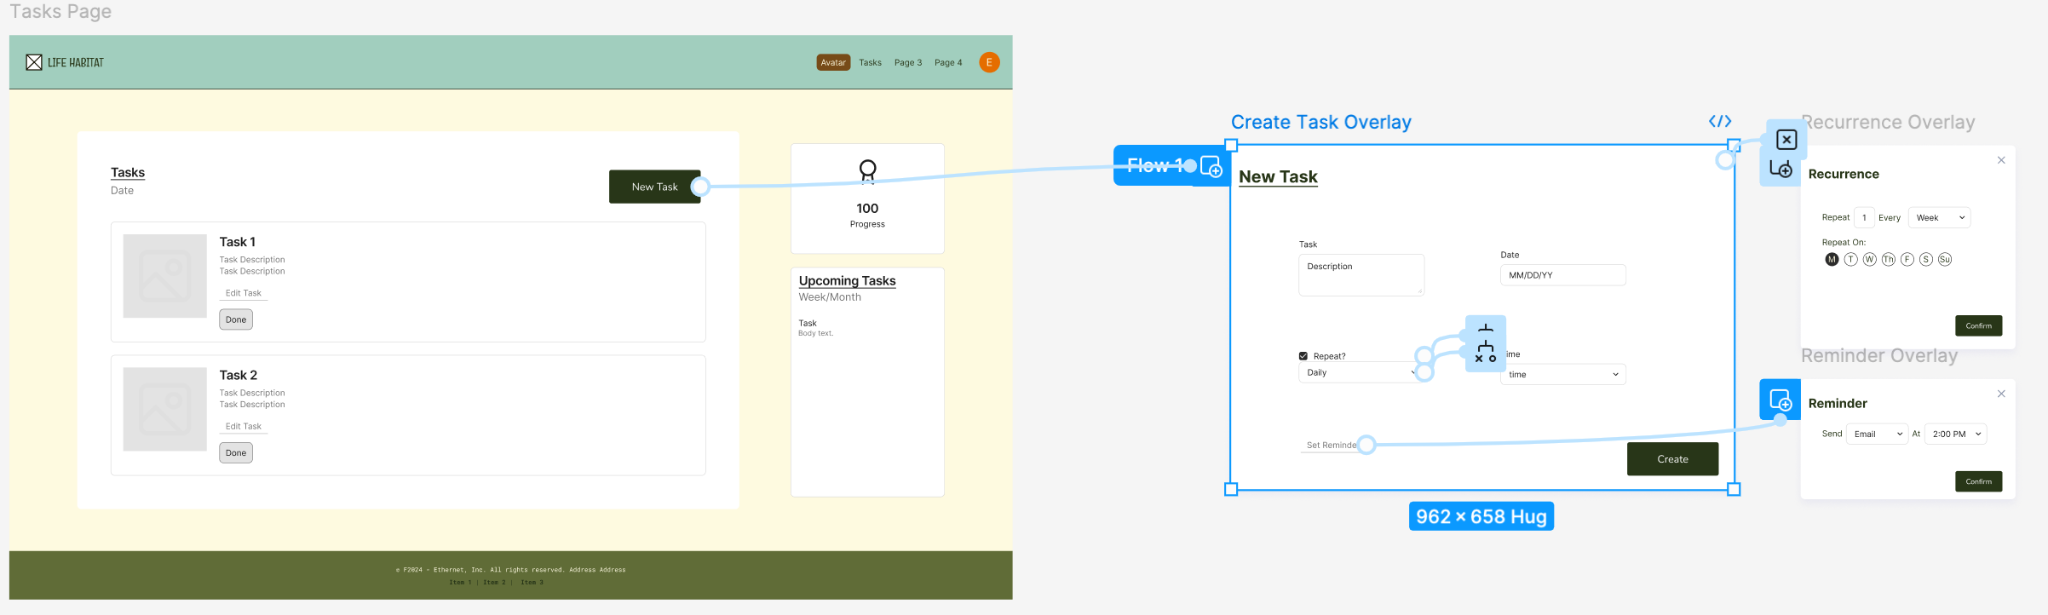 Tasks Page
LIFE HABITAT
Avatar
Tasks
Page 3
Page 4
E
Tasks
Date
New Task
Task 1
Task Description
Task Description
Edit Task
Done
Task 2
Task Description
Task Description
Edit Task
Done
100
Progress
Upcoming Tasks
Week/Month
Task
Body text.
© F2024 - Ethernet, Inc. All rights reserved. Address Address
Item 1 | Item 2 | Item 3
Create Task Overlay
Flow 1
New Task
Task
Description
Date
MM/DD/YY
Repeat?
Daily
ime
time
Set Reminde
Create
962 × 658 Hug
Recurrence Overlay
Recurrence
Repeat 1 Every Week
Repeat On:
M T W Th F S Su
Confirm
Reminder Overlay
Reminder
Send Email At 2:00 PM
Confirm